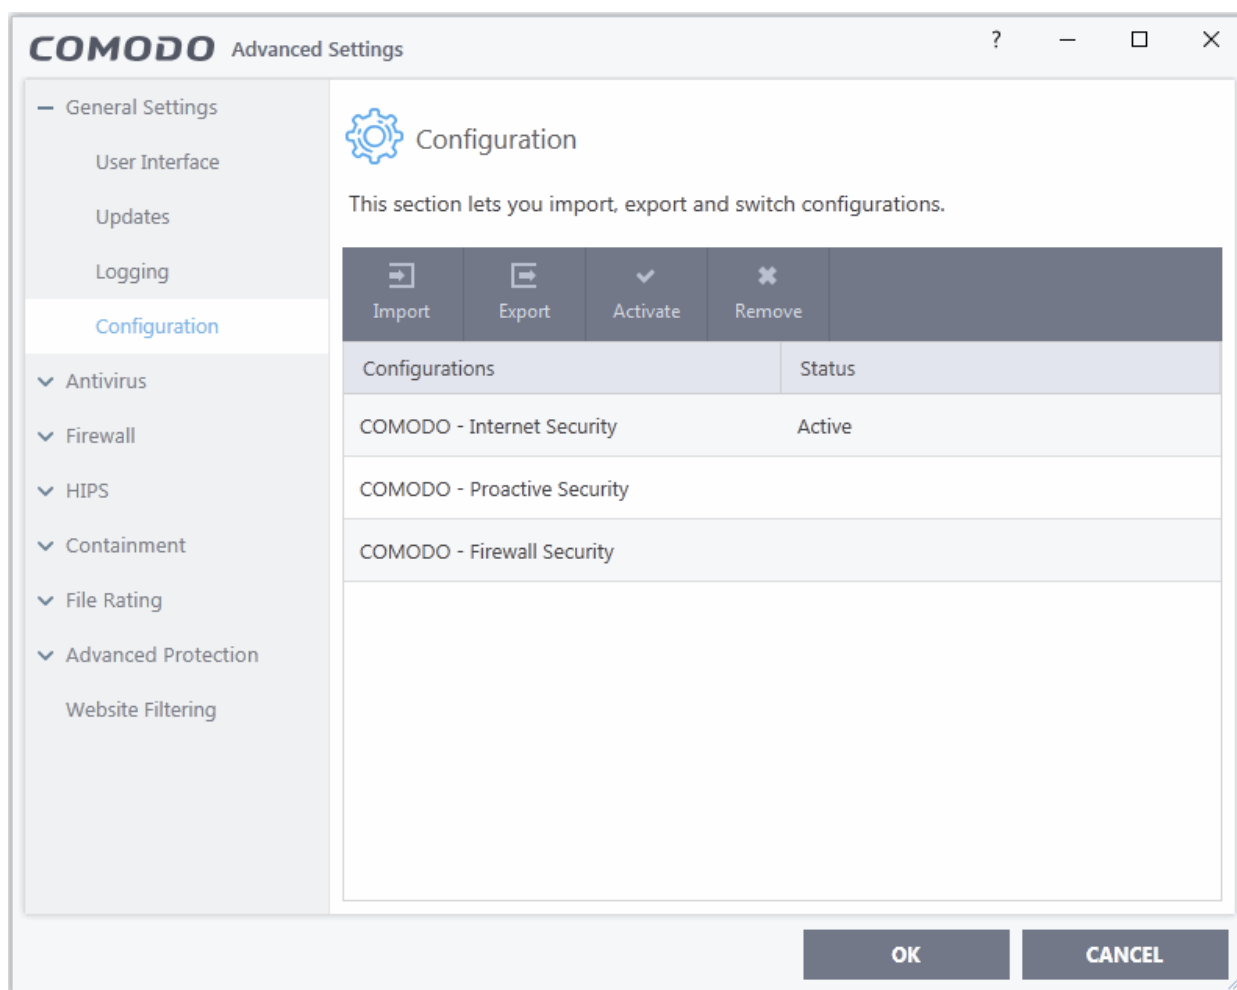 COMODO Advanced Settings ?
General Settings
User Interface
Updates
Logging
Configuration
Antivirus
Firewall
HIPS
Containment
File Rating
Advanced Protection
Website Filtering
Configuration
This section lets you import, export and switch configurations.
Import Export Activate Remove
Configurations Status
COMODO - Internet Security Active
COMODO - Proactive Security
COMODO - Firewall Security
OK CANCEL